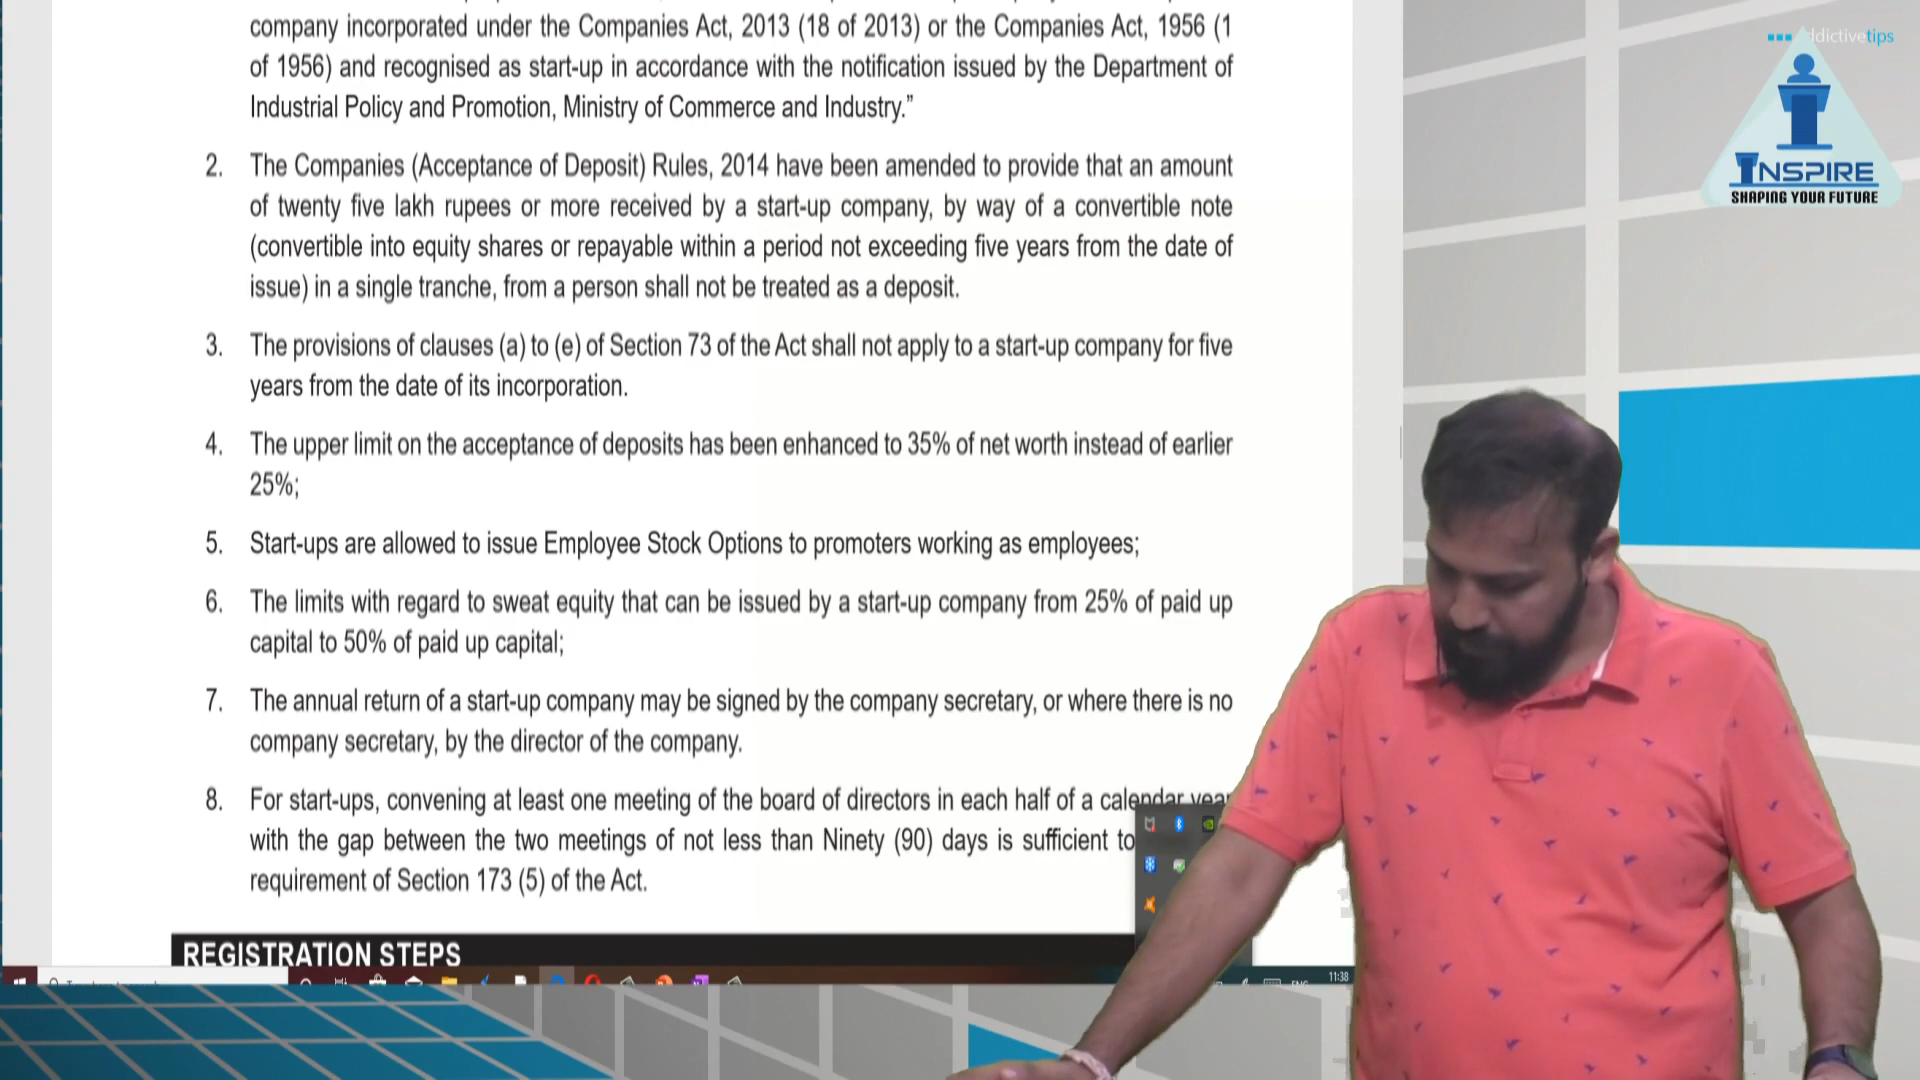 company incorporated under the Companies Act, 2013 (18 of 2013) or the Companies Act, 1956 (1
of 1956) and recognised as start-up in accordance with the notification issued by the Department of
Industrial Policy and Promotion, Ministry of Commerce and Industry.”
2. The Companies (Acceptance of Deposit) Rules, 2014 have been amended to provide that an amount
of twenty five lakh rupees or more received by a start-up company, by way of a convertible note
(convertible into equity shares or repayable within a period not exceeding five years from the date of
issue) in a single tranche, from a person shall not be treated as a deposit.
3. The provisions of clauses (a) to (e) of Section 73 of the Act shall not apply to a start-up company for five
years from the date of its incorporation.
4. The upper limit on the acceptance of deposits has been enhanced to 35% of net worth instead of earlier
25%;
5. Start-ups are allowed to issue Employee Stock Options to promoters working as employees;
6. The limits with regard to sweat equity that can be issued by a start-up company from 25% of paid up
capital to 50% of paid up capital;
7. The annual return of a start-up company may be signed by the company secretary, or where there is no
company secretary, by the director of the company.
8. For start-ups, convening at least one meeting of the board of directors in each half of a calendar year
with the gap between the two meetings of not less than Ninety (90) days is sufficient to
requirement of Section 173 (5) of the Act.
REGISTRATION STEPS
11:38
ddictivetips
INSPIRE
SHAPING YOUR FUTURE